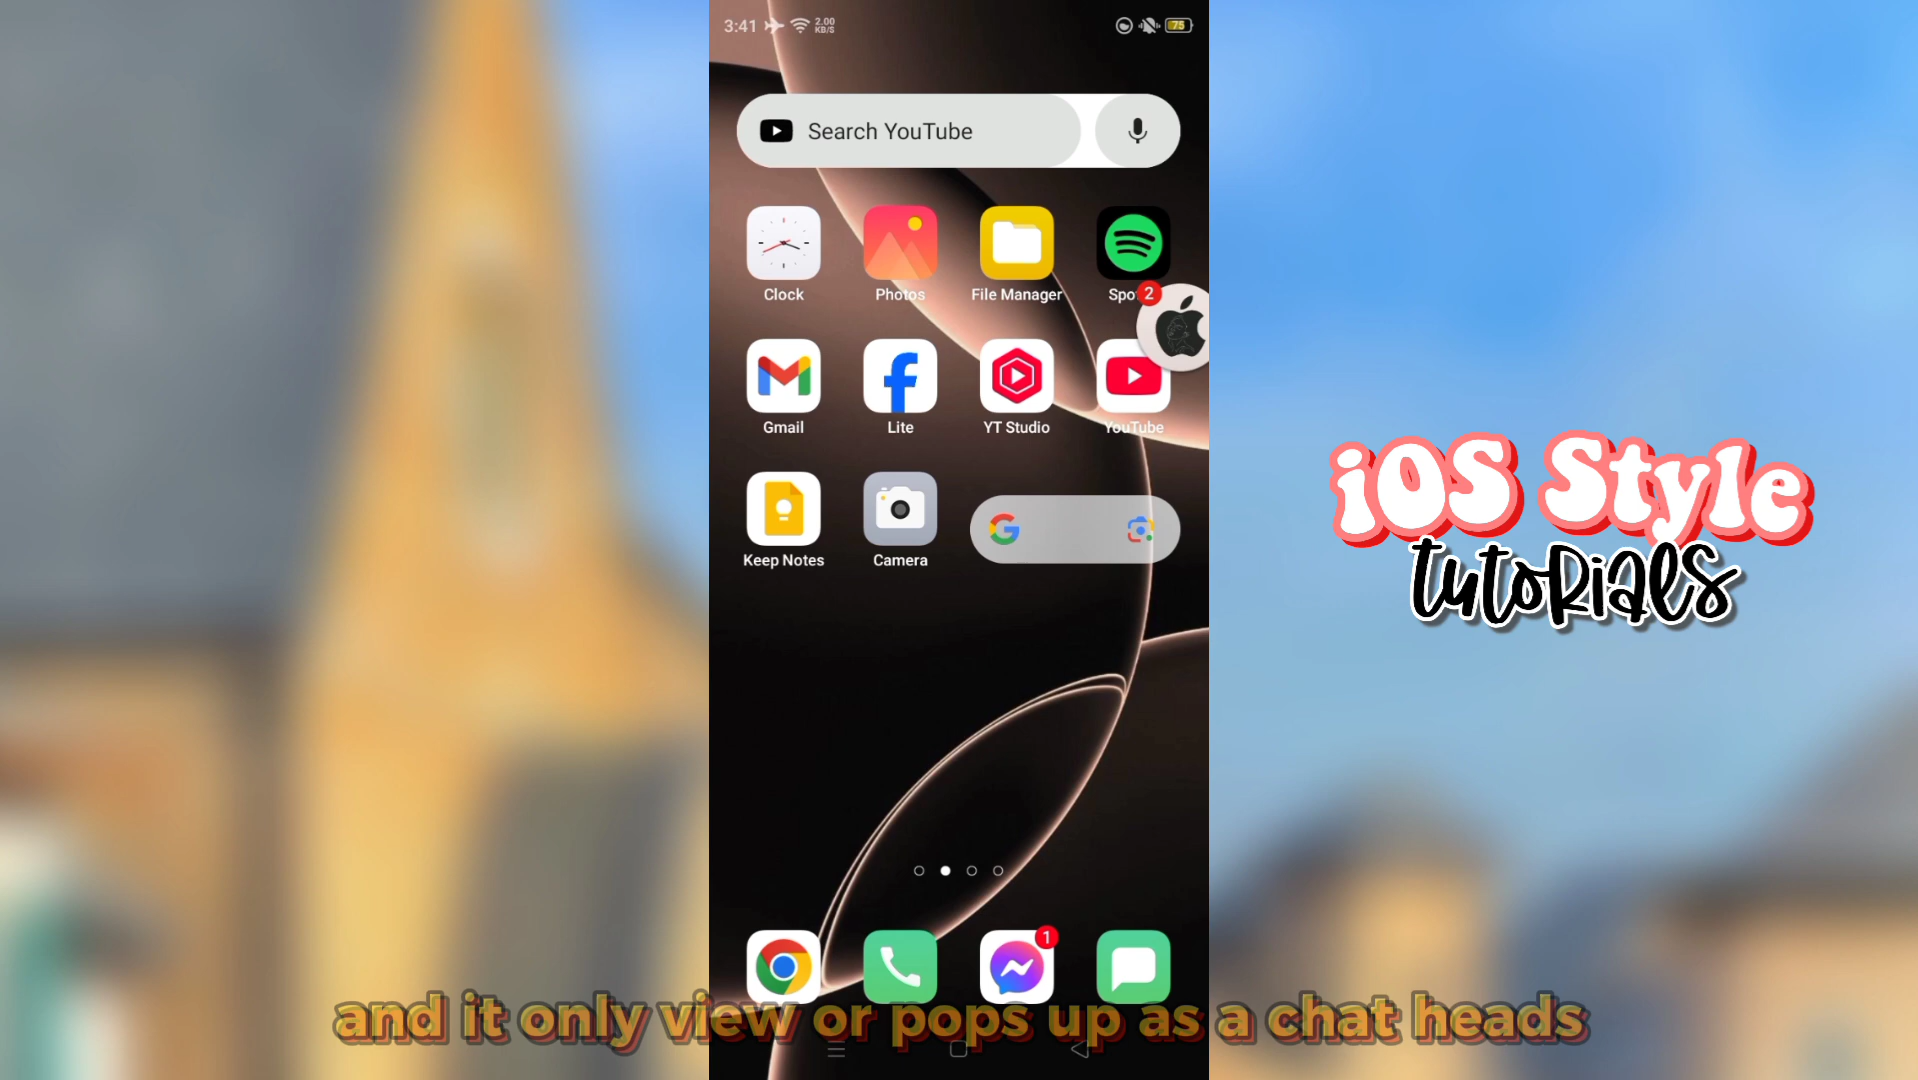 3:41 2.00 KB/S 75
Search YouTube
Clock Photos File Manager Spo 2
Gmail Lite YT Studio YouTube
Keep Notes Camera
1
and it only view or pops up as a chat heads
iOS Style
tutorials